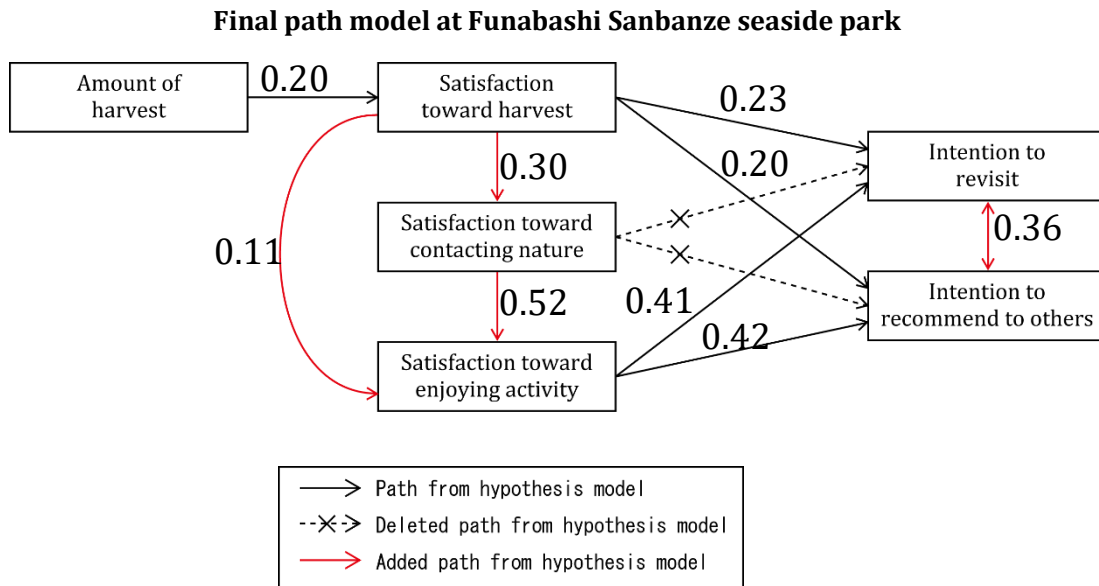 Final path model at Funabashi Sanbanze seaside park
Amount of
harvest
0.20
Satisfaction
toward harvest
0.23
0.20
Intention to
revisit
0.30
0.11
Satisfaction toward
contacting nature
0.36
0.41
0.52
0.42
Intention to
recommend to others
Satisfaction toward
enjoying activity
Path from hypothesis model
Deleted path from hypothesis model
Added path from hypothesis model